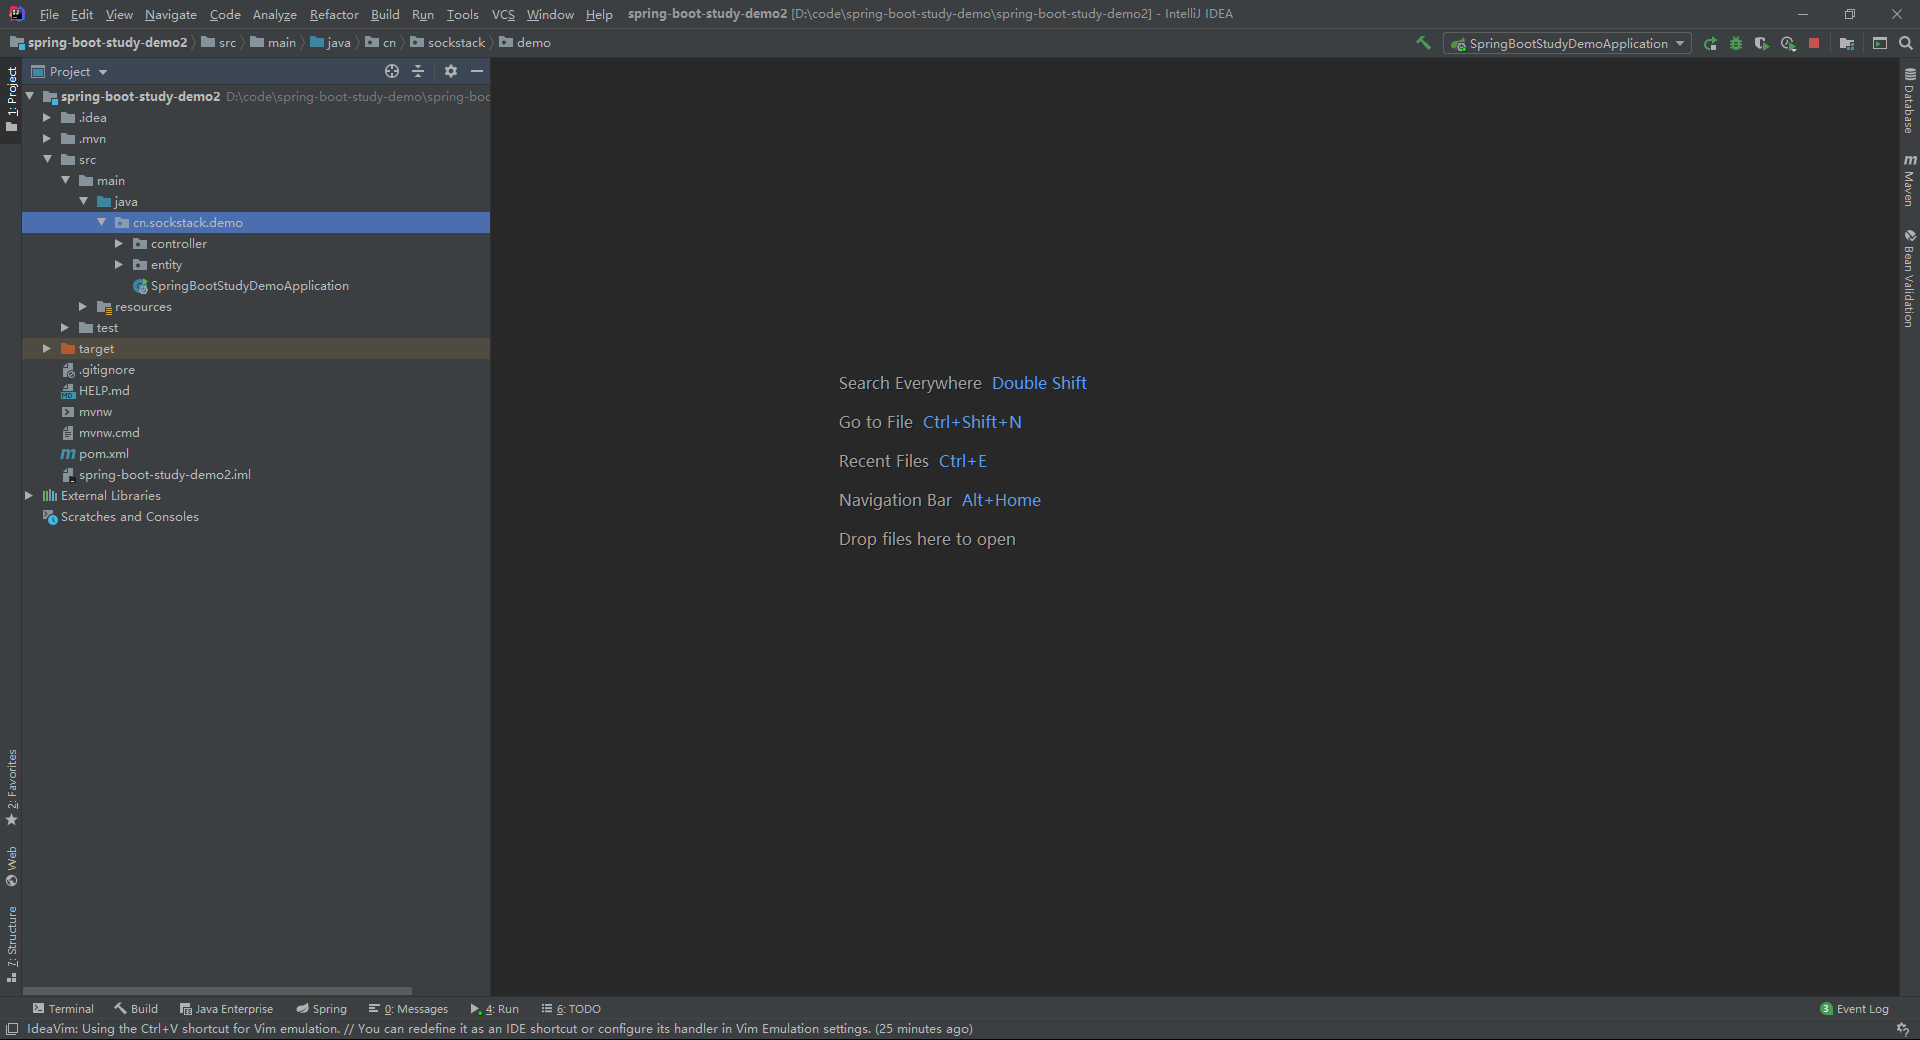 File Edit View Navigate Code Analyze Refactor Build Run Tools VCS Window Help spring-boot-study-demo2 [D:\code\spring-boot-study-demo\spring-boot-study-demo2] - IntelliJ IDEA
spring-boot-study-demo2 src main java cn sockstack demo SpringBootStudyDemoApplication
Project
1: Project
spring-boot-study-demo2 D:\code\spring-boot-study-demo\spring-boc
.idea
.mvn
src
main
java
cn.sockstack.demo
controller
entity
SpringBootStudyDemoApplication
resources
test
target
.gitignore
HELP.md
mvnw
mvnw.cmd
pom.xml
spring-boot-study-demo2.iml
External Libraries
Scratches and Consoles
Search Everywhere Double Shift
Go to File Ctrl+Shift+N
Recent Files Ctrl+E
Navigation Bar Alt+Home
Drop files here to open
Database
Maven
Bean Validation
2: Favorites
Web
7: Structure
Terminal Build Java Enterprise Spring 0: Messages 4: Run 6: TODO 3 Event Log
IdeaVim: Using the Ctrl+V shortcut for Vim emulation. // You can redefine it as an IDE shortcut or configure its handler in Vim Emulation settings. (25 minutes ago)